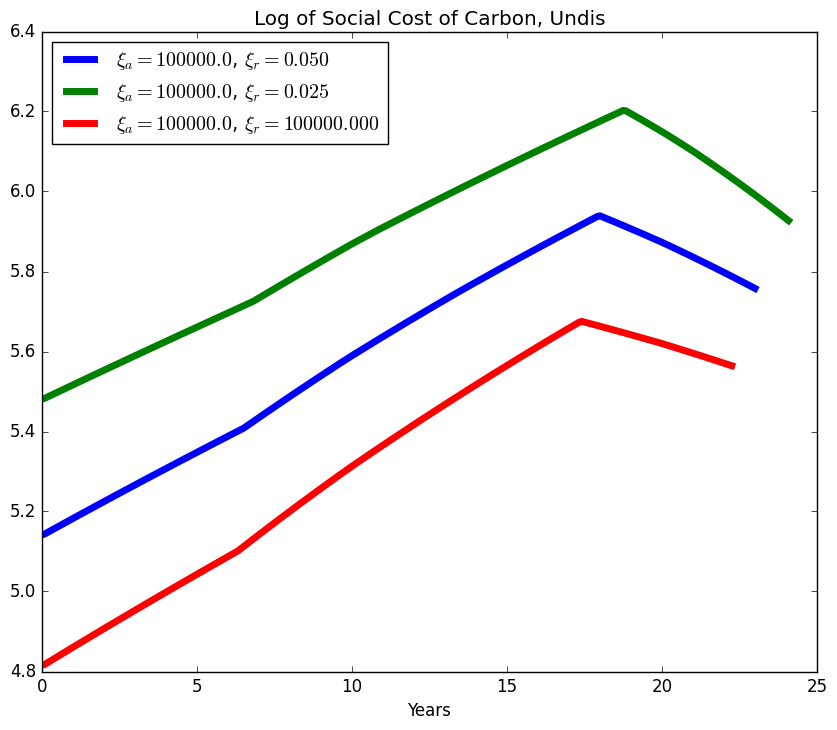 Log of Social Cost of Carbon, Undis
6.4
6.2
6.0
5.8
5.6
5.4
5.2
5.0
4.8
ξₐ = 100000.0, ξᵣ = 0.050
ξₐ = 100000.0, ξᵣ = 0.025
ξₐ = 100000.0, ξᵣ = 100000.000
0 5 10 15 20 25
Years